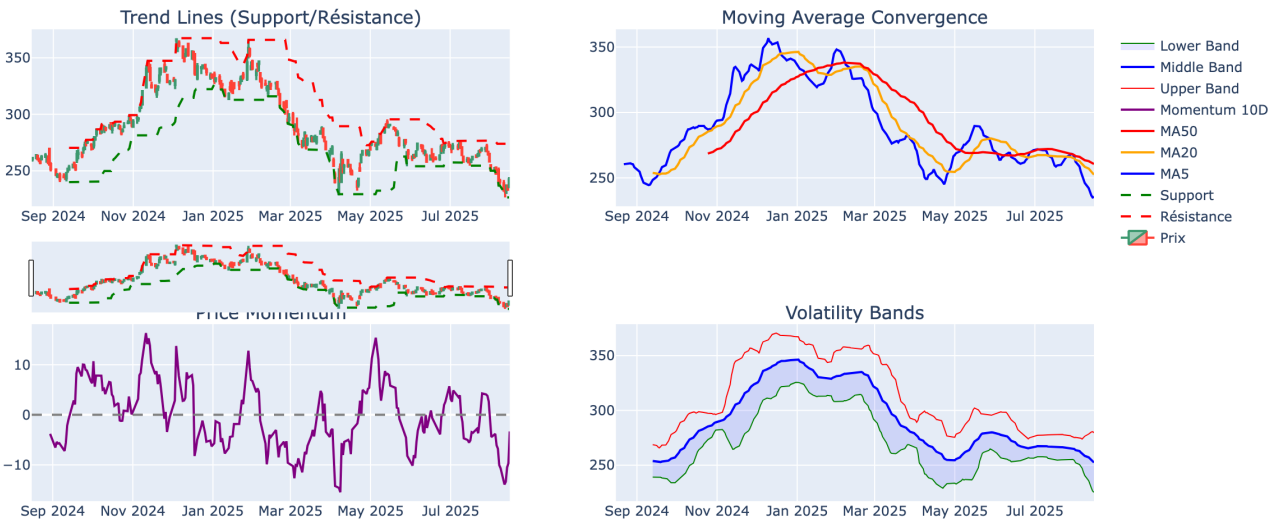 Trend Lines (Support/Résistance)
350
300
250
Sep 2024 Nov 2024 Jan 2025 Mar 2025 May 2025 Jul 2025
Moving Average Convergence
350
300
250
Sep 2024 Nov 2024 Jan 2025 Mar 2025 May 2025 Jul 2025
Lower Band
Middle Band
Upper Band
Momentum 10D
MA50
MA20
MA5
Support
Résistance
Prix
Price Momentum
10
0
−10
Sep 2024 Nov 2024 Jan 2025 Mar 2025 May 2025 Jul 2025
Volatility Bands
350
300
250
Sep 2024 Nov 2024 Jan 2025 Mar 2025 May 2025 Jul 2025